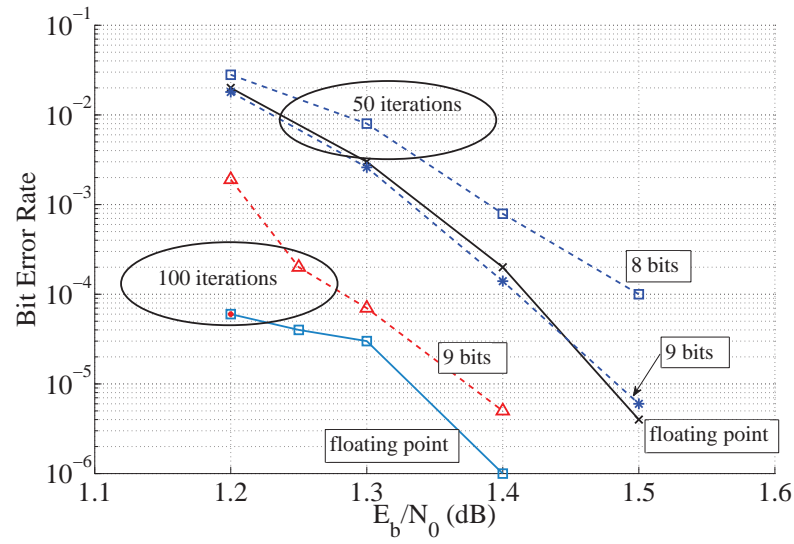 10^-1
10^-2
10^-3
10^-4
10^-5
10^-6
Bit Error Rate
50 iterations
100 iterations
8 bits
9 bits
9 bits
floating point
floating point
1.1 1.2 1.3 1.4 1.5 1.6
E_b/N_0 (dB)